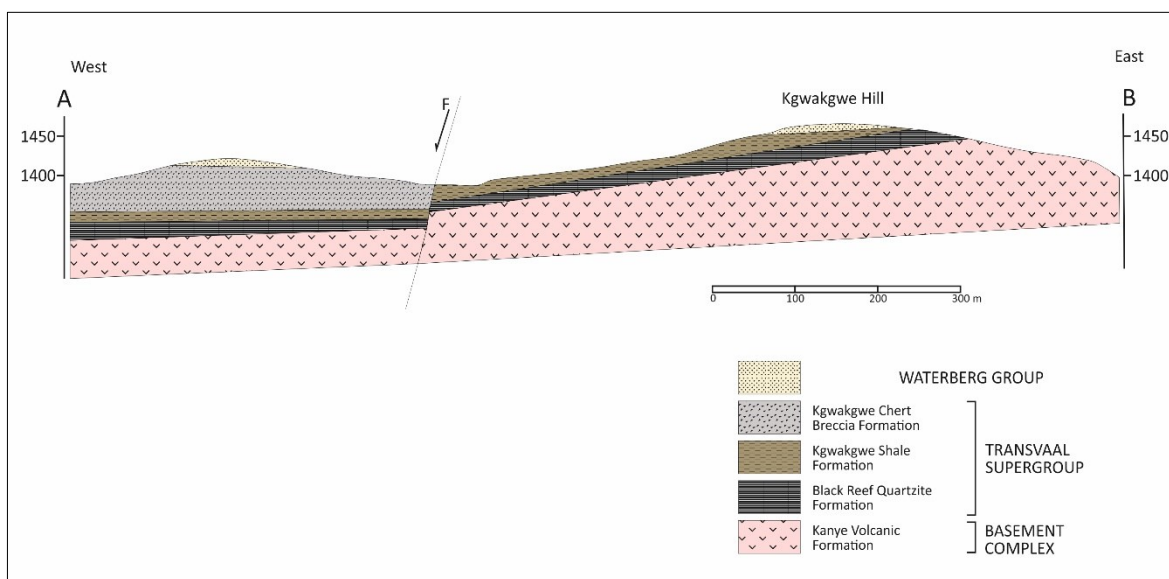 West
East
A
F
Kgwakgwe Hill
B
1450
1450
1400
1400
0 100 200 300 m
WATERBERG GROUP
Kgwakgwe Chert
Breccia Formation
Kgwakgwe Shale
Formation
TRANSVAAL
SUPERGROUP
Black Reef Quartzite
Formation
Kanye Volcanic
Formation
BASEMENT
COMPLEX